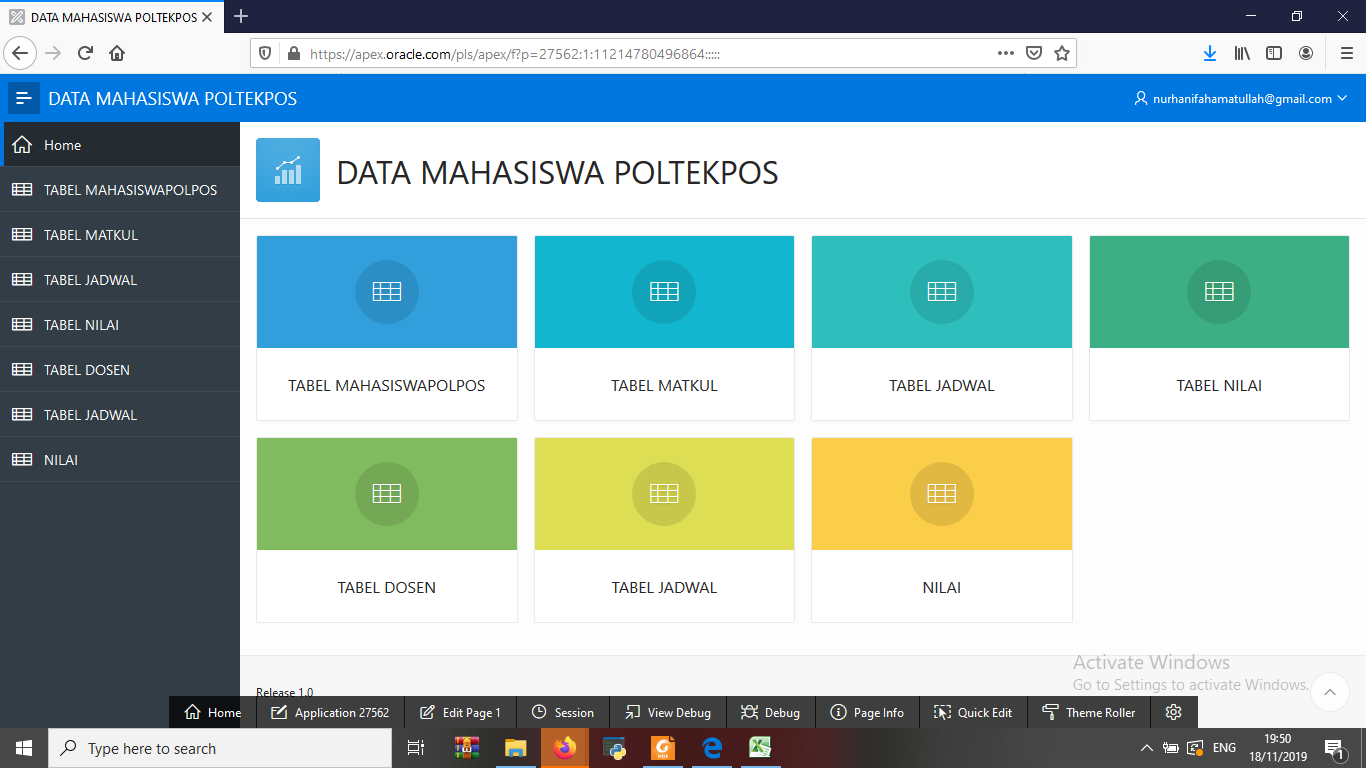 DATA MAHASISWA POLTEKPOS
https://apex.oracle.com/pls/apex/f?p=27562:1:11214780496864:::::
DATA MAHASISWA POLTEKPOS
nurhanifahamatullah@gmail.com
Home
TABEL MAHASISWAPOLPOS
TABEL MATKUL
TABEL JADWAL
TABEL NILAI
TABEL DOSEN
TABEL JADWAL
NILAI
DATA MAHASISWA POLTEKPOS
TABEL MAHASISWAPOLPOS
TABEL MATKUL
TABEL JADWAL
TABEL NILAI
TABEL DOSEN
TABEL JADWAL
NILAI
Activate Windows
Go to Settings to activate Windows.
Release 1.0
Home
Application 27562
Edit Page 1
Session
View Debug
Debug
Page Info
Quick Edit
Theme Roller
Type here to search
PDF
ENG
19:50
18/11/2019
1